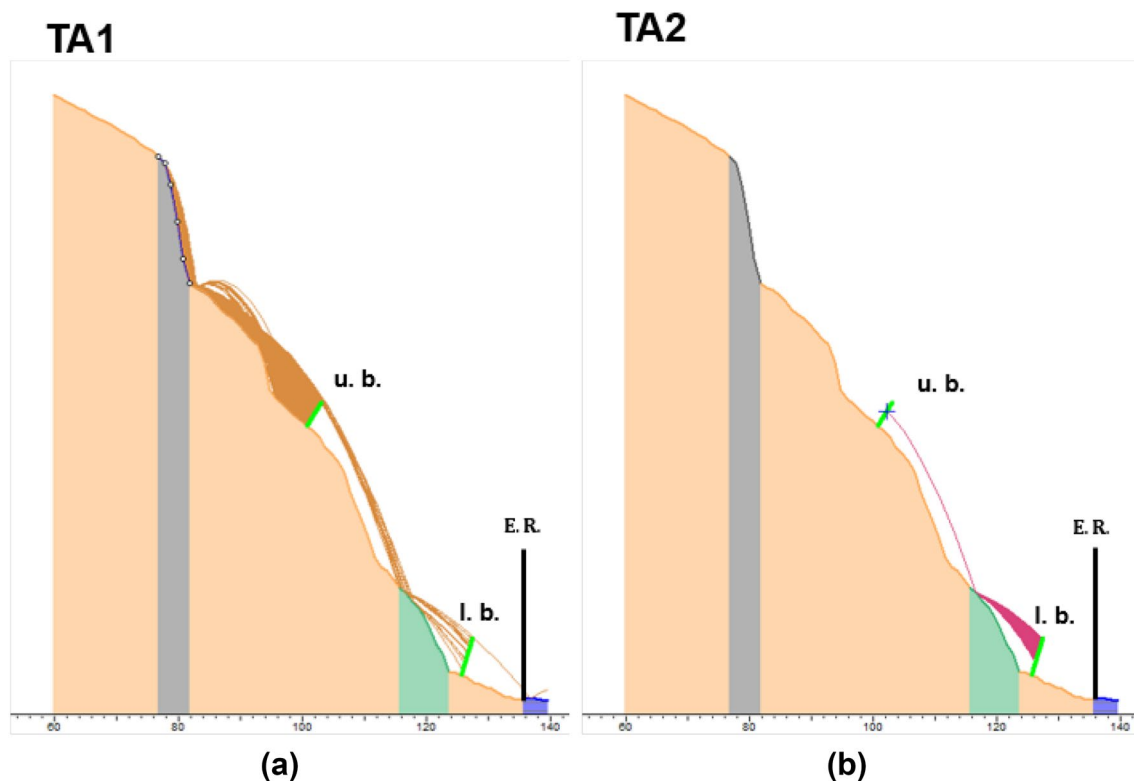 TA1
TA2
u. b.
E. R.
l. b.
60 80 100 120 140
u. b.
E. R.
l. b.
60 80 100 120 140
(a)
(b)